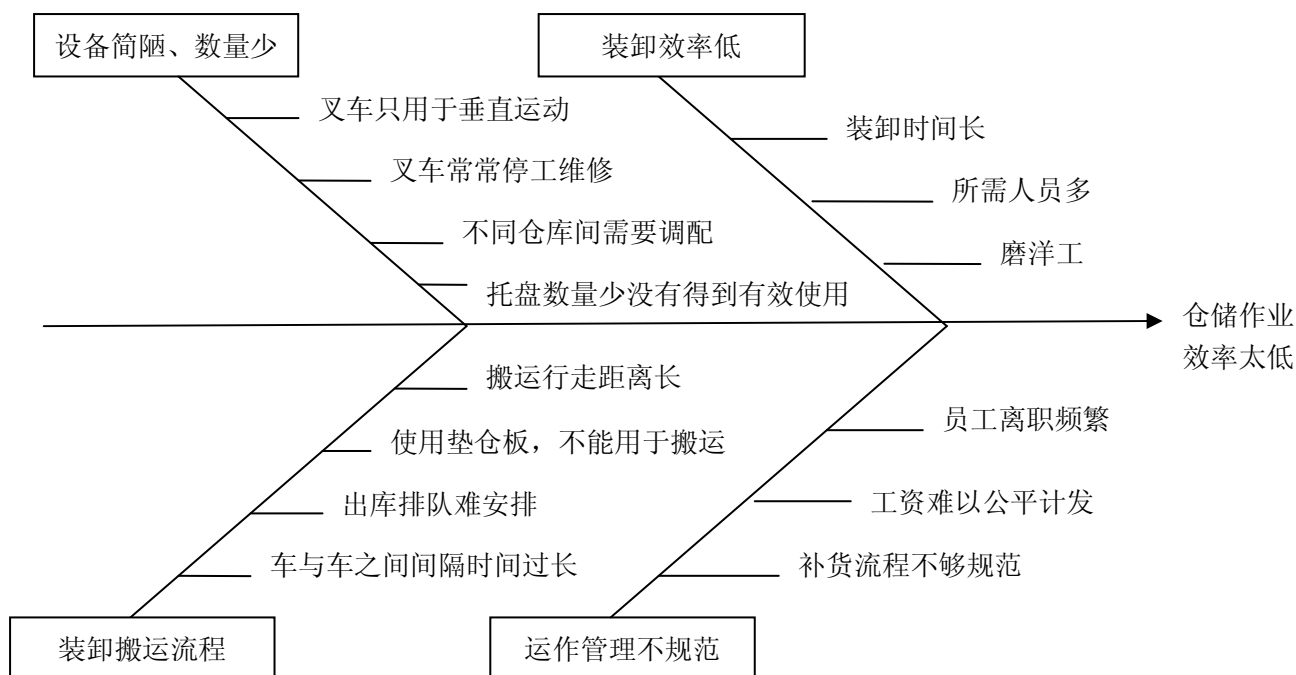 设备简陋、数量少
装卸效率低
叉车只用于垂直运动
叉车常常停工维修
不同仓库间需要调配
托盘数量少没有得到有效使用
装卸时间长
所需人员多
磨洋工
仓储作业
效率太低
搬运行走距离长
使用垫仓板，不能用于搬运
出库排队难安排
车与车之间间隔时间过长
员工离职频繁
工资难以公平计发
补货流程不够规范
装卸搬运流程
运作管理不规范